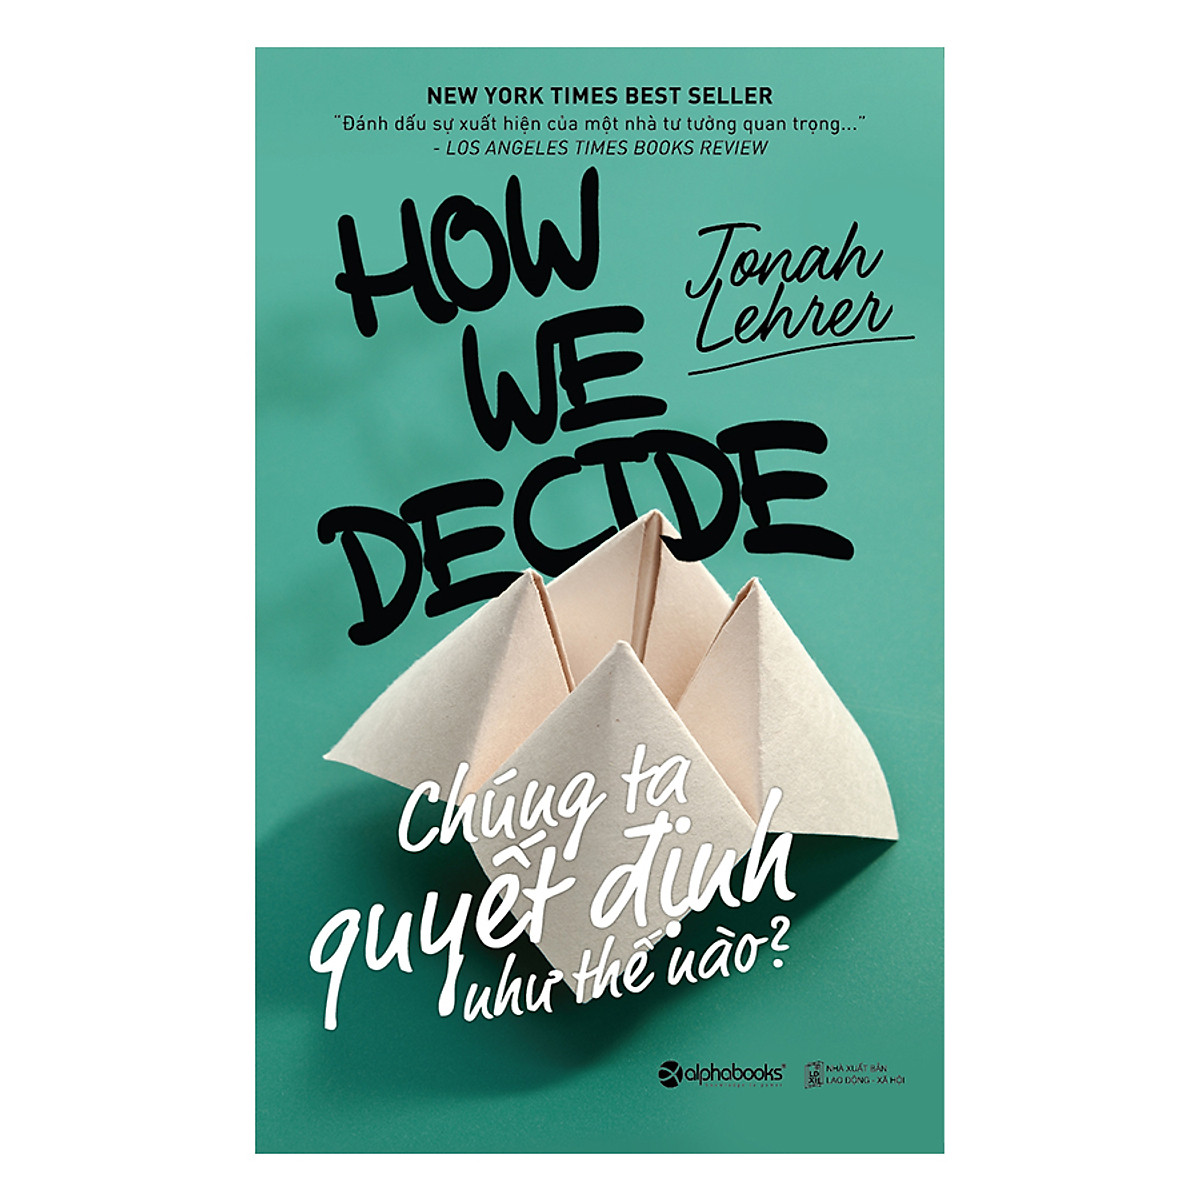 NEW YORK TIMES BEST SELLER
"Đánh dấu sự xuất hiện của một nhà tư tưởng quan trọng..."
- LOS ANGELES TIMES BOOKS REVIEW
HOW
WE
DECIDE
Jonah
Lehrer
Chúng ta
quyết định
như thế nào?
alphabooks®
NHÀ XUẤT BẢN
LAO ĐỘNG - XÃ HỘI